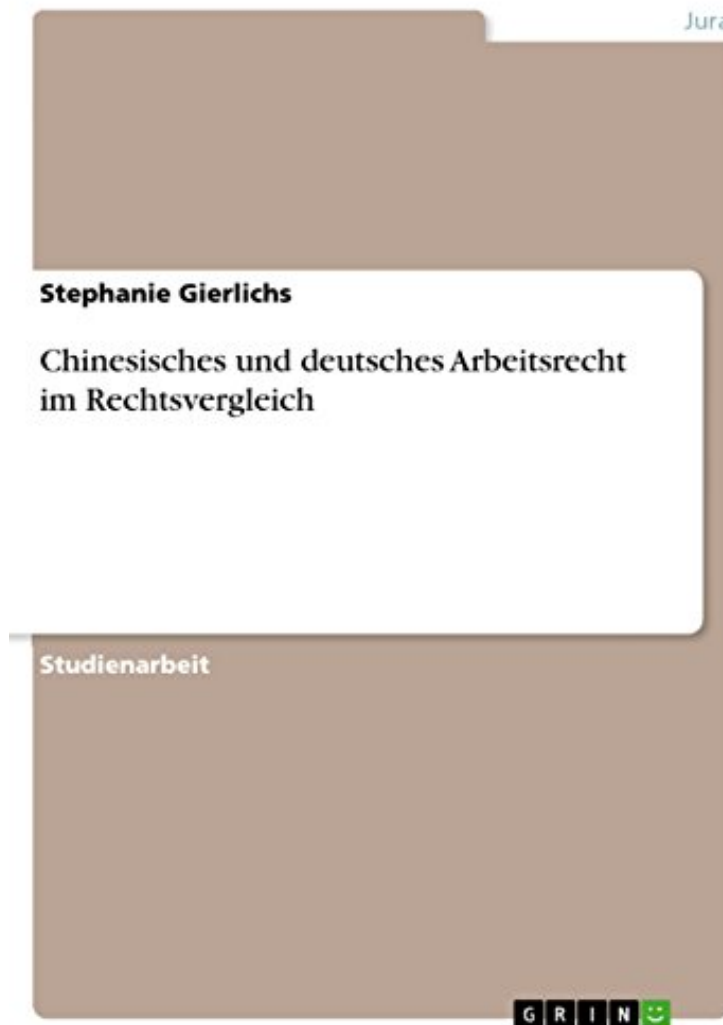 Jura
Stephanie Gierlichs
Chinesisches und deutsches Arbeitsrecht
im Rechtsvergleich
Studienarbeit
GRIN